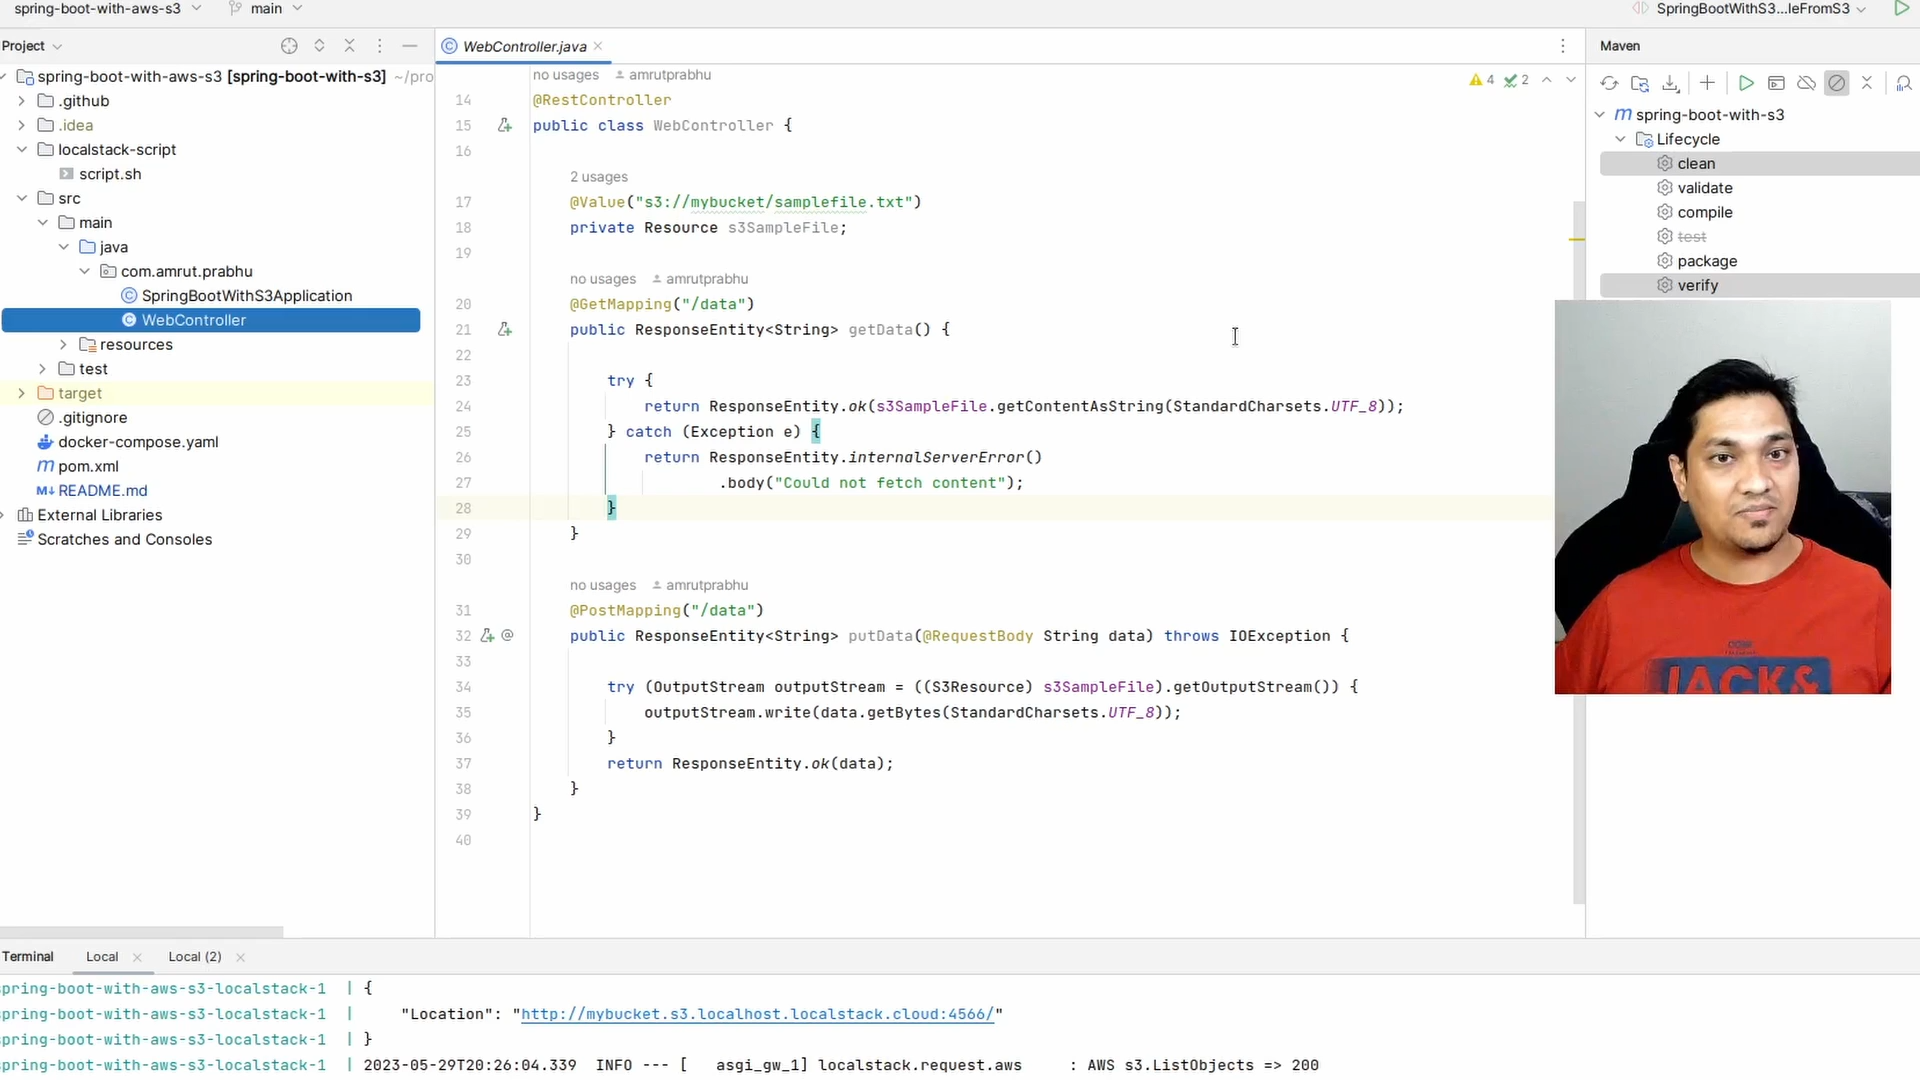 spring-boot-with-aws-s3 main SpringBootWithS3...leFromS3
Project
WebController.java
Maven
spring-boot-with-aws-s3 [spring-boot-with-s3] ~/pro
.github
.idea
localstack-script
script.sh
src
main
java
com.amrut.prabhu
SpringBootWithS3Application
WebController
resources
test
target
.gitignore
docker-compose.yaml
pom.xml
README.md
External Libraries
Scratches and Consoles
no usages amrutprabhu
4 2
14 @RestController
15 public class WebController {
16
2 usages
17 @Value("s3://mybucket/samplefile.txt")
18 private Resource s3SampleFile;
19
no usages amrutprabhu
20 @GetMapping("/data")
21 public ResponseEntity<String> getData() {
22
23 try {
24 return ResponseEntity.ok(s3SampleFile.getContentAsString(StandardCharsets.UTF_8));
25 } catch (Exception e) {
26 return ResponseEntity.internalServerError()
27 .body("Could not fetch content");
28 }
29 }
30
no usages amrutprabhu
31 @PostMapping("/data")
32 public ResponseEntity<String> putData(@RequestBody String data) throws IOException {
33
34 try (OutputStream outputStream = ((S3Resource) s3SampleFile).getOutputStream()) {
35 outputStream.write(data.getBytes(StandardCharsets.UTF_8));
36 }
37 return ResponseEntity.ok(data);
38 }
39 }
40
spring-boot-with-s3
Lifecycle
clean
validate
compile
test
package
verify
JACK&
Terminal Local Local (2)
spring-boot-with-aws-s3-localstack-1 | {
spring-boot-with-aws-s3-localstack-1 | "Location": "http://mybucket.s3.localhost.localstack.cloud:4566/"
spring-boot-with-aws-s3-localstack-1 | }
spring-boot-with-aws-s3-localstack-1 | 2023-05-29T20:26:04.339 INFO --- [ asgi_gw_1] localstack.request.aws : AWS s3.ListObjects => 200